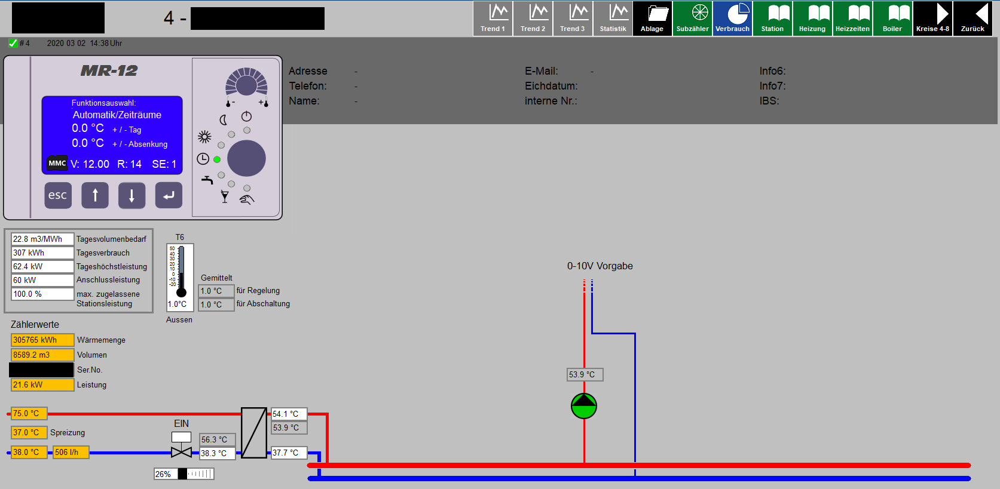 4 -
Trend 1
Trend 2
Trend 3
Statistik
Ablage
Subzähler
Verbrauch
Station
Heizung
Heizzeiten
Boiler
Kreise 4-8
Zurück
# 4 2020 03 02 14:38 Uhr
MR-12
Funktionsauswahl:
Automatik/Zeiträume
0.0 °C + / - Tag
0.0 °C + / - Absenkung
MMC V: 12.00 R: 14 SE: 1
esc
- +
Adresse -
Telefon: -
Name: -
E-Mail: -
Eichdatum:
interne Nr.:
Info6:
Info7:
IBS:
22.8 m3/MWh Tagesvolumenbedarf
307 kWh Tagesverbrauch
62.4 kW Tageshöchstleistung
60 kW Anschlussleistung
100.0 % max. zugelassene
Stationsleistung
T6
50
40
30
20
10
0
-10
-20
1.0°C
Aussen
Gemittelt
1.0 °C für Regelung
1.0 °C für Abschaltung
Zählerwerte
305765 kWh Wärmemenge
8589.2 m3 Volumen
Ser.No.
21.6 kW Leistung
75.0 °C
37.0 °C Spreizung
38.0 °C 506 l/h
EIN
56.3 °C
38.3 °C
26%
54.1 °C
53.9 °C
37.7 °C
0-10V Vorgabe
53.9 °C